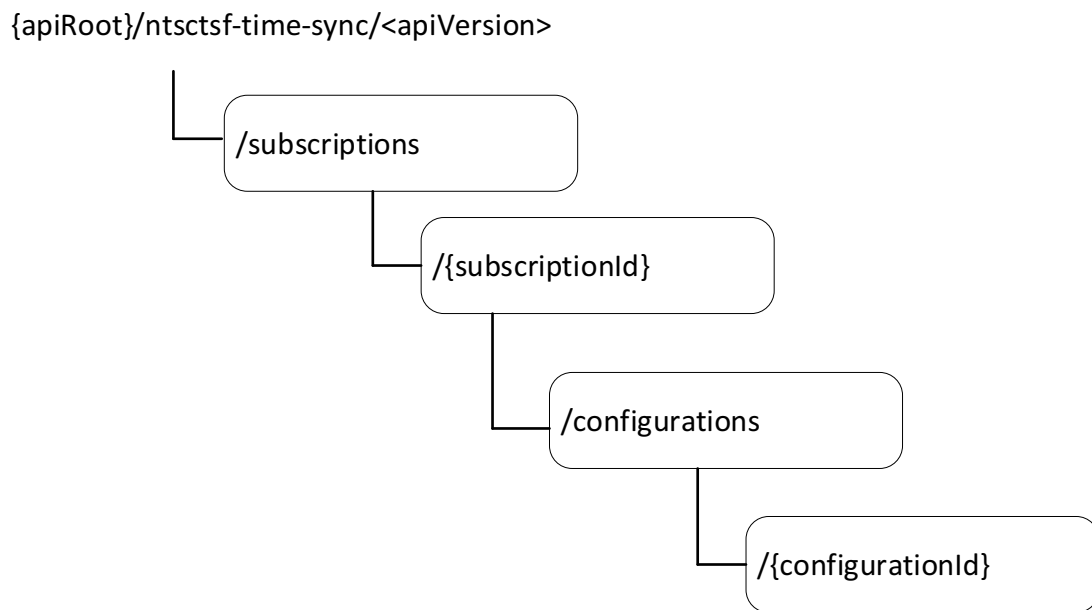 {apiRoot}/ntsctsf-time-sync/<apiVersion>
/subscriptions
/{subscriptionId}
/configurations
/{configurationId}